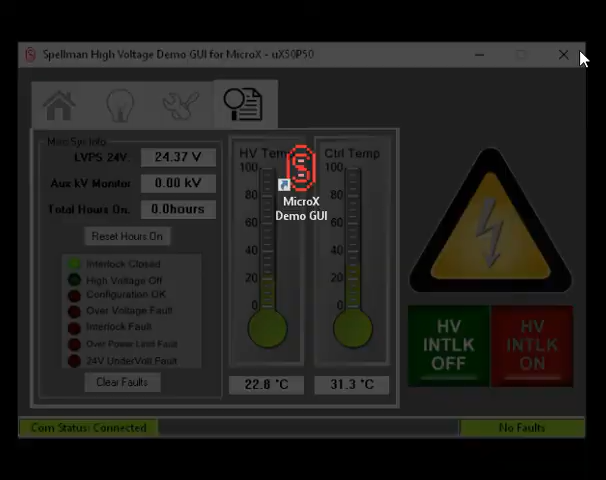 Spellman High Voltage Demo GUI for MicroX - uX50P50
Misc Sys Info
LVPS 24V: 24.37 V
Aux kV Monitor 0.00 kV
Total Hours On: 0.0hours
Reset Hours On
Interlock Closed
High Voltage Off
Configuration OK
Over Voltage Fault
Interlock Fault
Over Power Limit Fault
24V UnderVolt Fault
Clear Faults
HV Temp
100
80
60
40
20
0
22.8 °C
Ctrl Temp
100
80
60
40
20
0
31.3 °C
MicroX
Demo GUI
HV
INTLK
OFF
HV
INTLK
ON
Com Status: Connected
No Faults